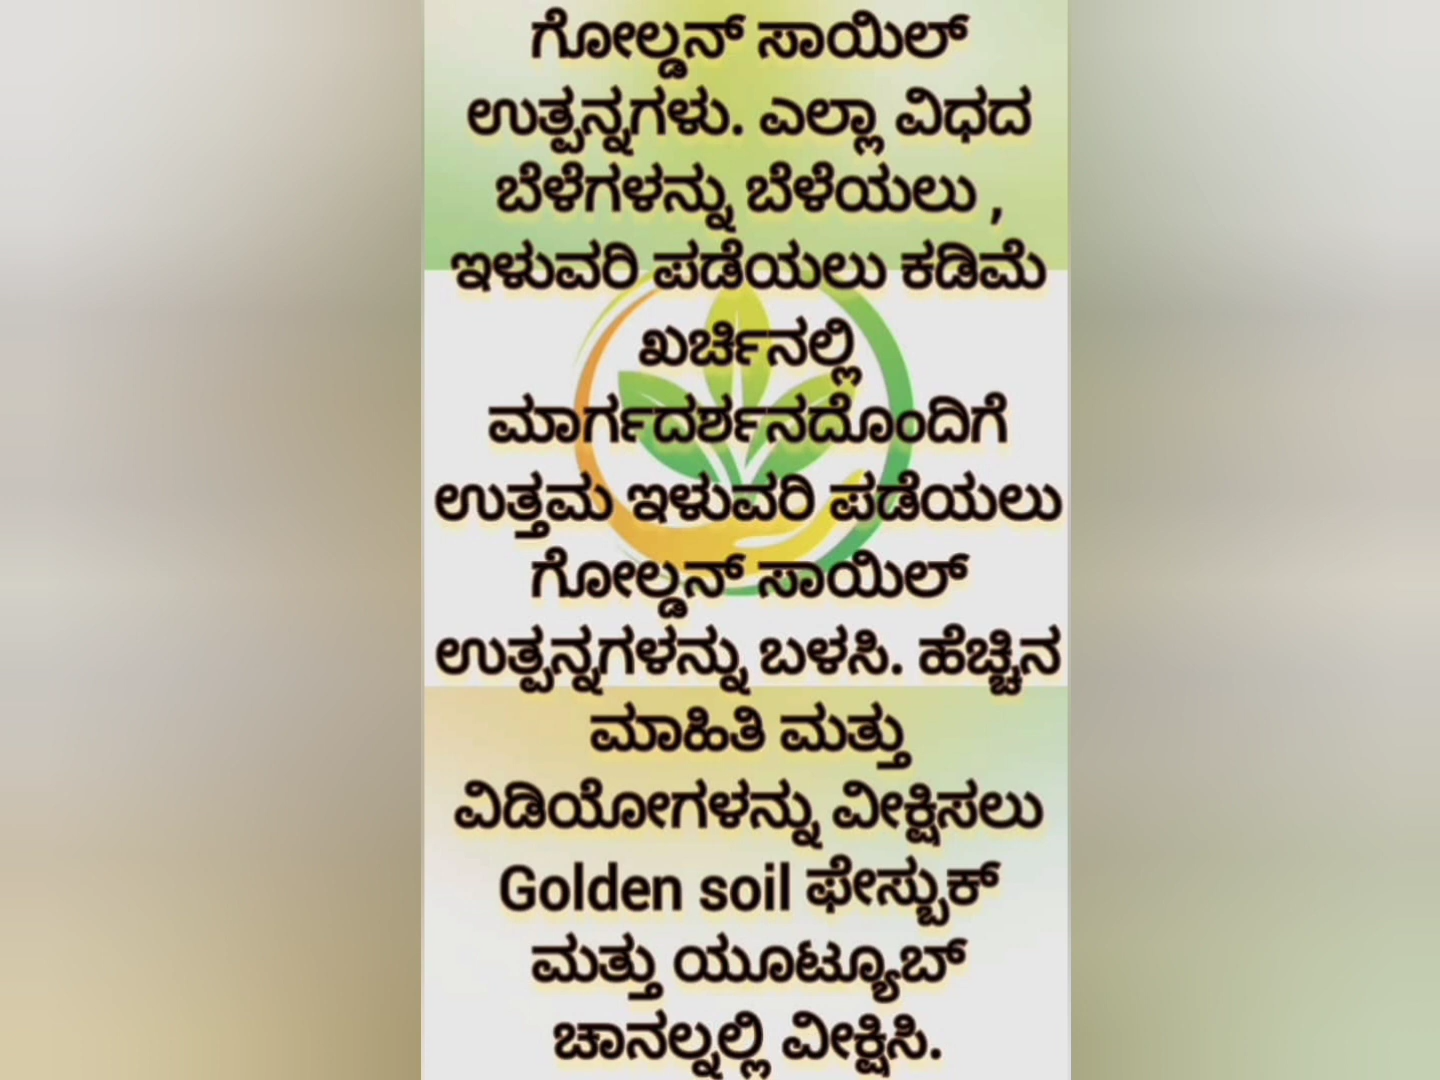 ಗೋಲ್ಡನ್ ಸಾಯಿಲ್
ಉತ್ಪನ್ನಗಳು. ಎಲ್ಲಾ ವಿಧದ
ಬೆಳೆಗಳನ್ನು ಬೆಳೆಯಲು ,
ಇಳುವರಿ ಪಡೆಯಲು ಕಡಿಮೆ
ಖರ್ಚಿನಲ್ಲಿ
ಮಾರ್ಗದರ್ಶನದೊಂದಿಗೆ
ಉತ್ತಮ ಇಳುವರಿ ಪಡೆಯಲು
ಗೋಲ್ಡನ್ ಸಾಯಿಲ್
ಉತ್ಪನ್ನಗಳನ್ನು ಬಳಸಿ. ಹೆಚ್ಚಿನ
ಮಾಹಿತಿ ಮತ್ತು
ವಿಡಿಯೋಗಳನ್ನು ವೀಕ್ಷಿಸಲು
Golden soil ಫೇಸ್ಬುಕ್
ಮತ್ತು ಯೂಟ್ಯೂಬ್
ಚಾನಲ್ನಲ್ಲಿ ವೀಕ್ಷಿಸಿ.